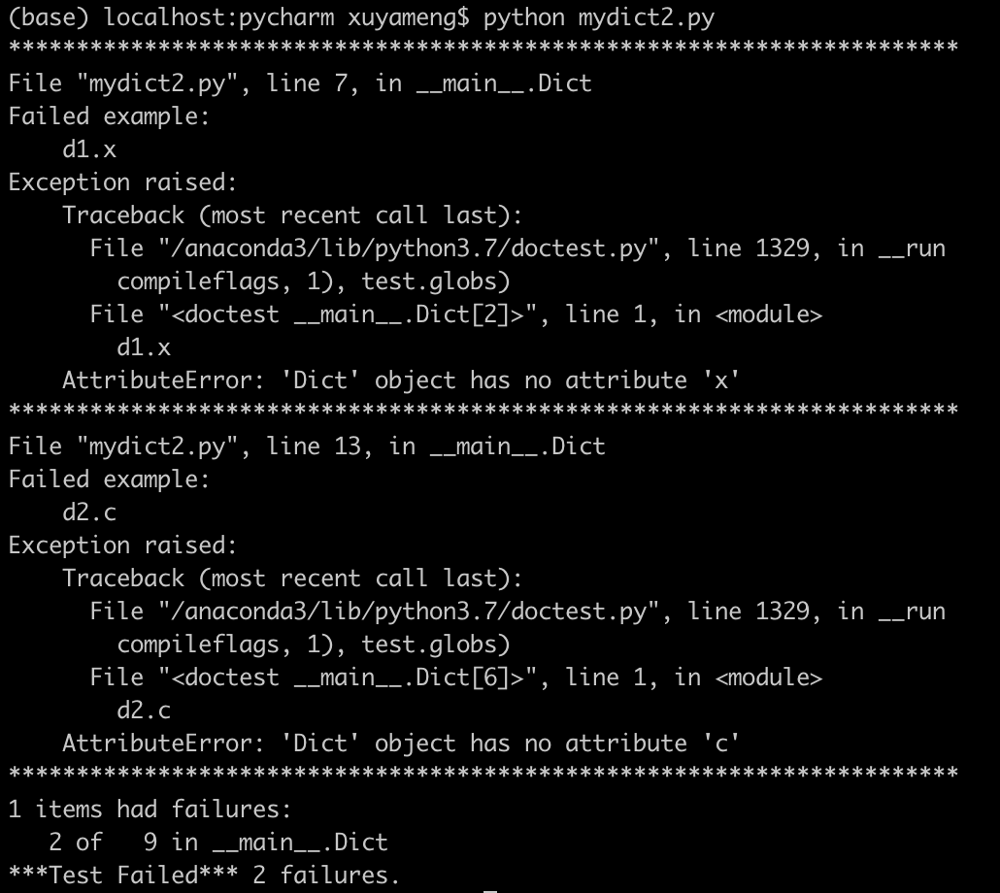 (base) localhost:pycharm xuyameng$ python mydict2.py
**********************************************************************
File "mydict2.py", line 7, in __main__.Dict
Failed example:
    d1.x
Exception raised:
    Traceback (most recent call last):
      File "/anaconda3/lib/python3.7/doctest.py", line 1329, in __run
        compileflags, 1), test.globs)
      File "<doctest __main__.Dict[2]>", line 1, in <module>
        d1.x
    AttributeError: 'Dict' object has no attribute 'x'
**********************************************************************
File "mydict2.py", line 13, in __main__.Dict
Failed example:
    d2.c
Exception raised:
    Traceback (most recent call last):
      File "/anaconda3/lib/python3.7/doctest.py", line 1329, in __run
        compileflags, 1), test.globs)
      File "<doctest __main__.Dict[6]>", line 1, in <module>
        d2.c
    AttributeError: 'Dict' object has no attribute 'c'
**********************************************************************
1 items had failures:
   2 of   9 in __main__.Dict
***Test Failed*** 2 failures.